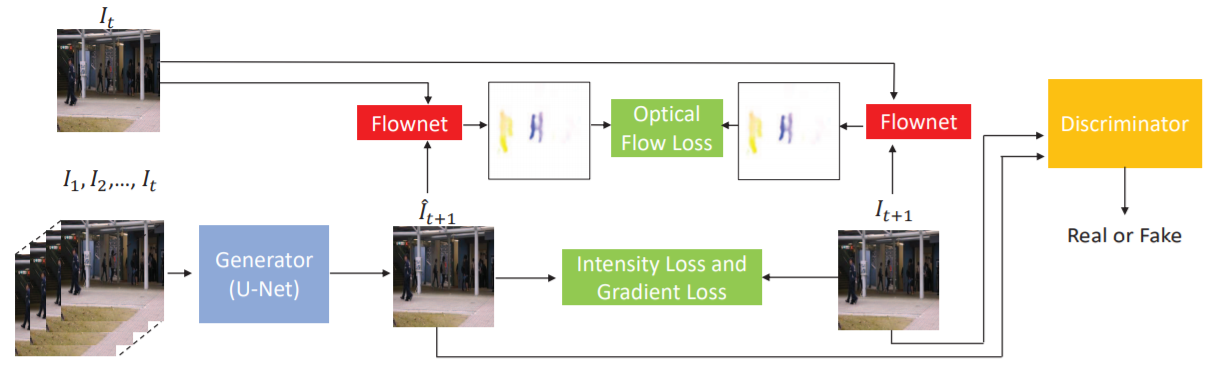 I_t
Flownet
Optical
Flow Loss
Flownet
Discriminator
I_1, I_2,..., I_t
Î_{t+1}
I_{t+1}
Real or Fake
Generator
(U-Net)
Intensity Loss and
Gradient Loss